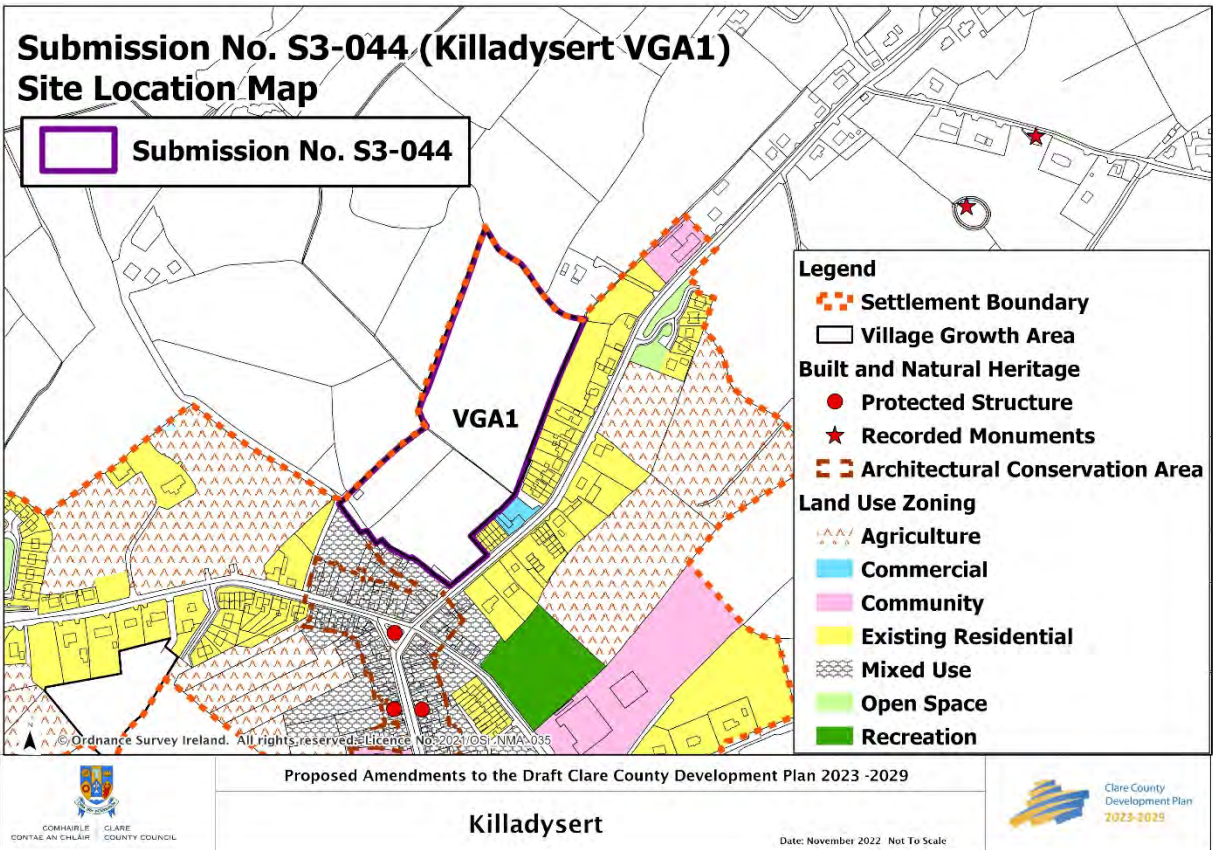 Submission No. S3-044 (Killadysert VGA1)
Site Location Map
Submission No. S3-044
VGA1
Legend
Settlement Boundary
Village Growth Area
Built and Natural Heritage
Protected Structure
Recorded Monuments
Architectural Conservation Area
Land Use Zoning
Agriculture
Commercial
Community
Existing Residential
Mixed Use
Open Space
Recreation
© Ordnance Survey Ireland. All rights reserved. Licence No. 2021/OSi_NMA_035
COMHAIRLE CONTAE AN CHLÁIR
CLARE COUNTY COUNCIL
Proposed Amendments to the Draft Clare County Development Plan 2023 -2029
Killadysert
Date: November 2022 Not To Scale
Clare County
Development Plan
2023-2029